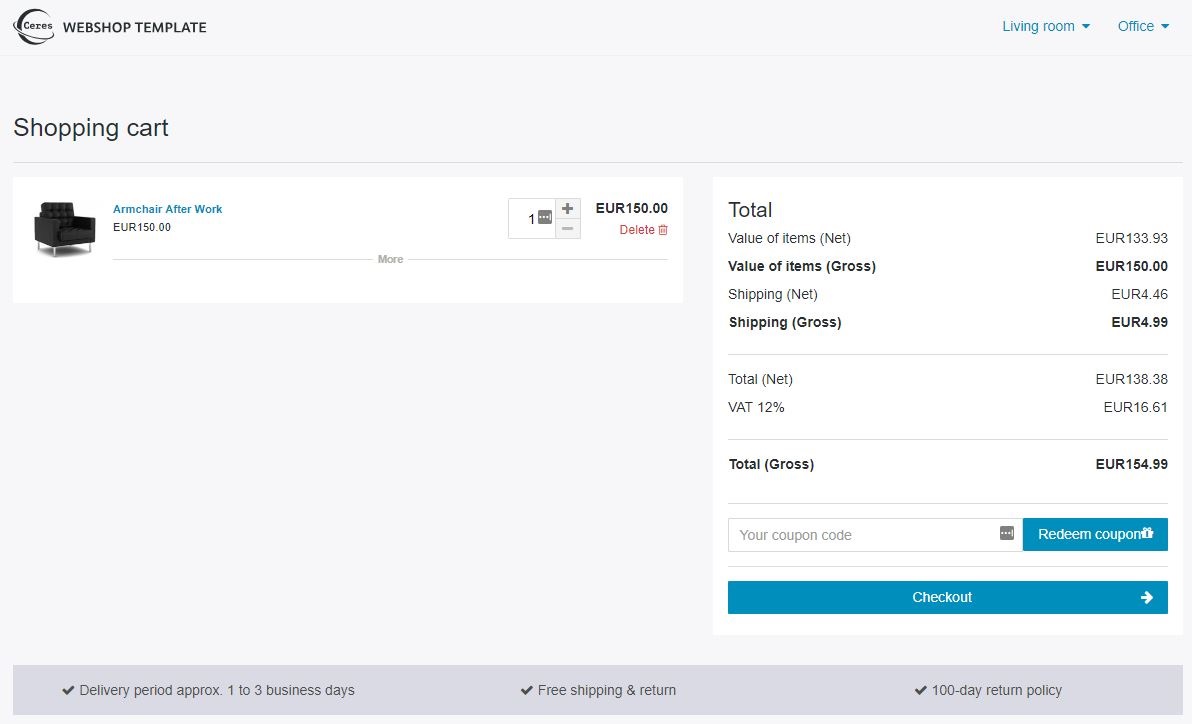 Ceres WEBSHOP TEMPLATE
Living room
Office
Shopping cart
Armchair After Work
EUR150.00
1
EUR150.00
Delete
More
Total
Value of items (Net) EUR133.93
Value of items (Gross) EUR150.00
Shipping (Net) EUR4.46
Shipping (Gross) EUR4.99
Total (Net) EUR138.38
VAT 12% EUR16.61
Total (Gross) EUR154.99
Your coupon code
Redeem coupon
Checkout
Delivery period approx. 1 to 3 business days
Free shipping & return
100-day return policy